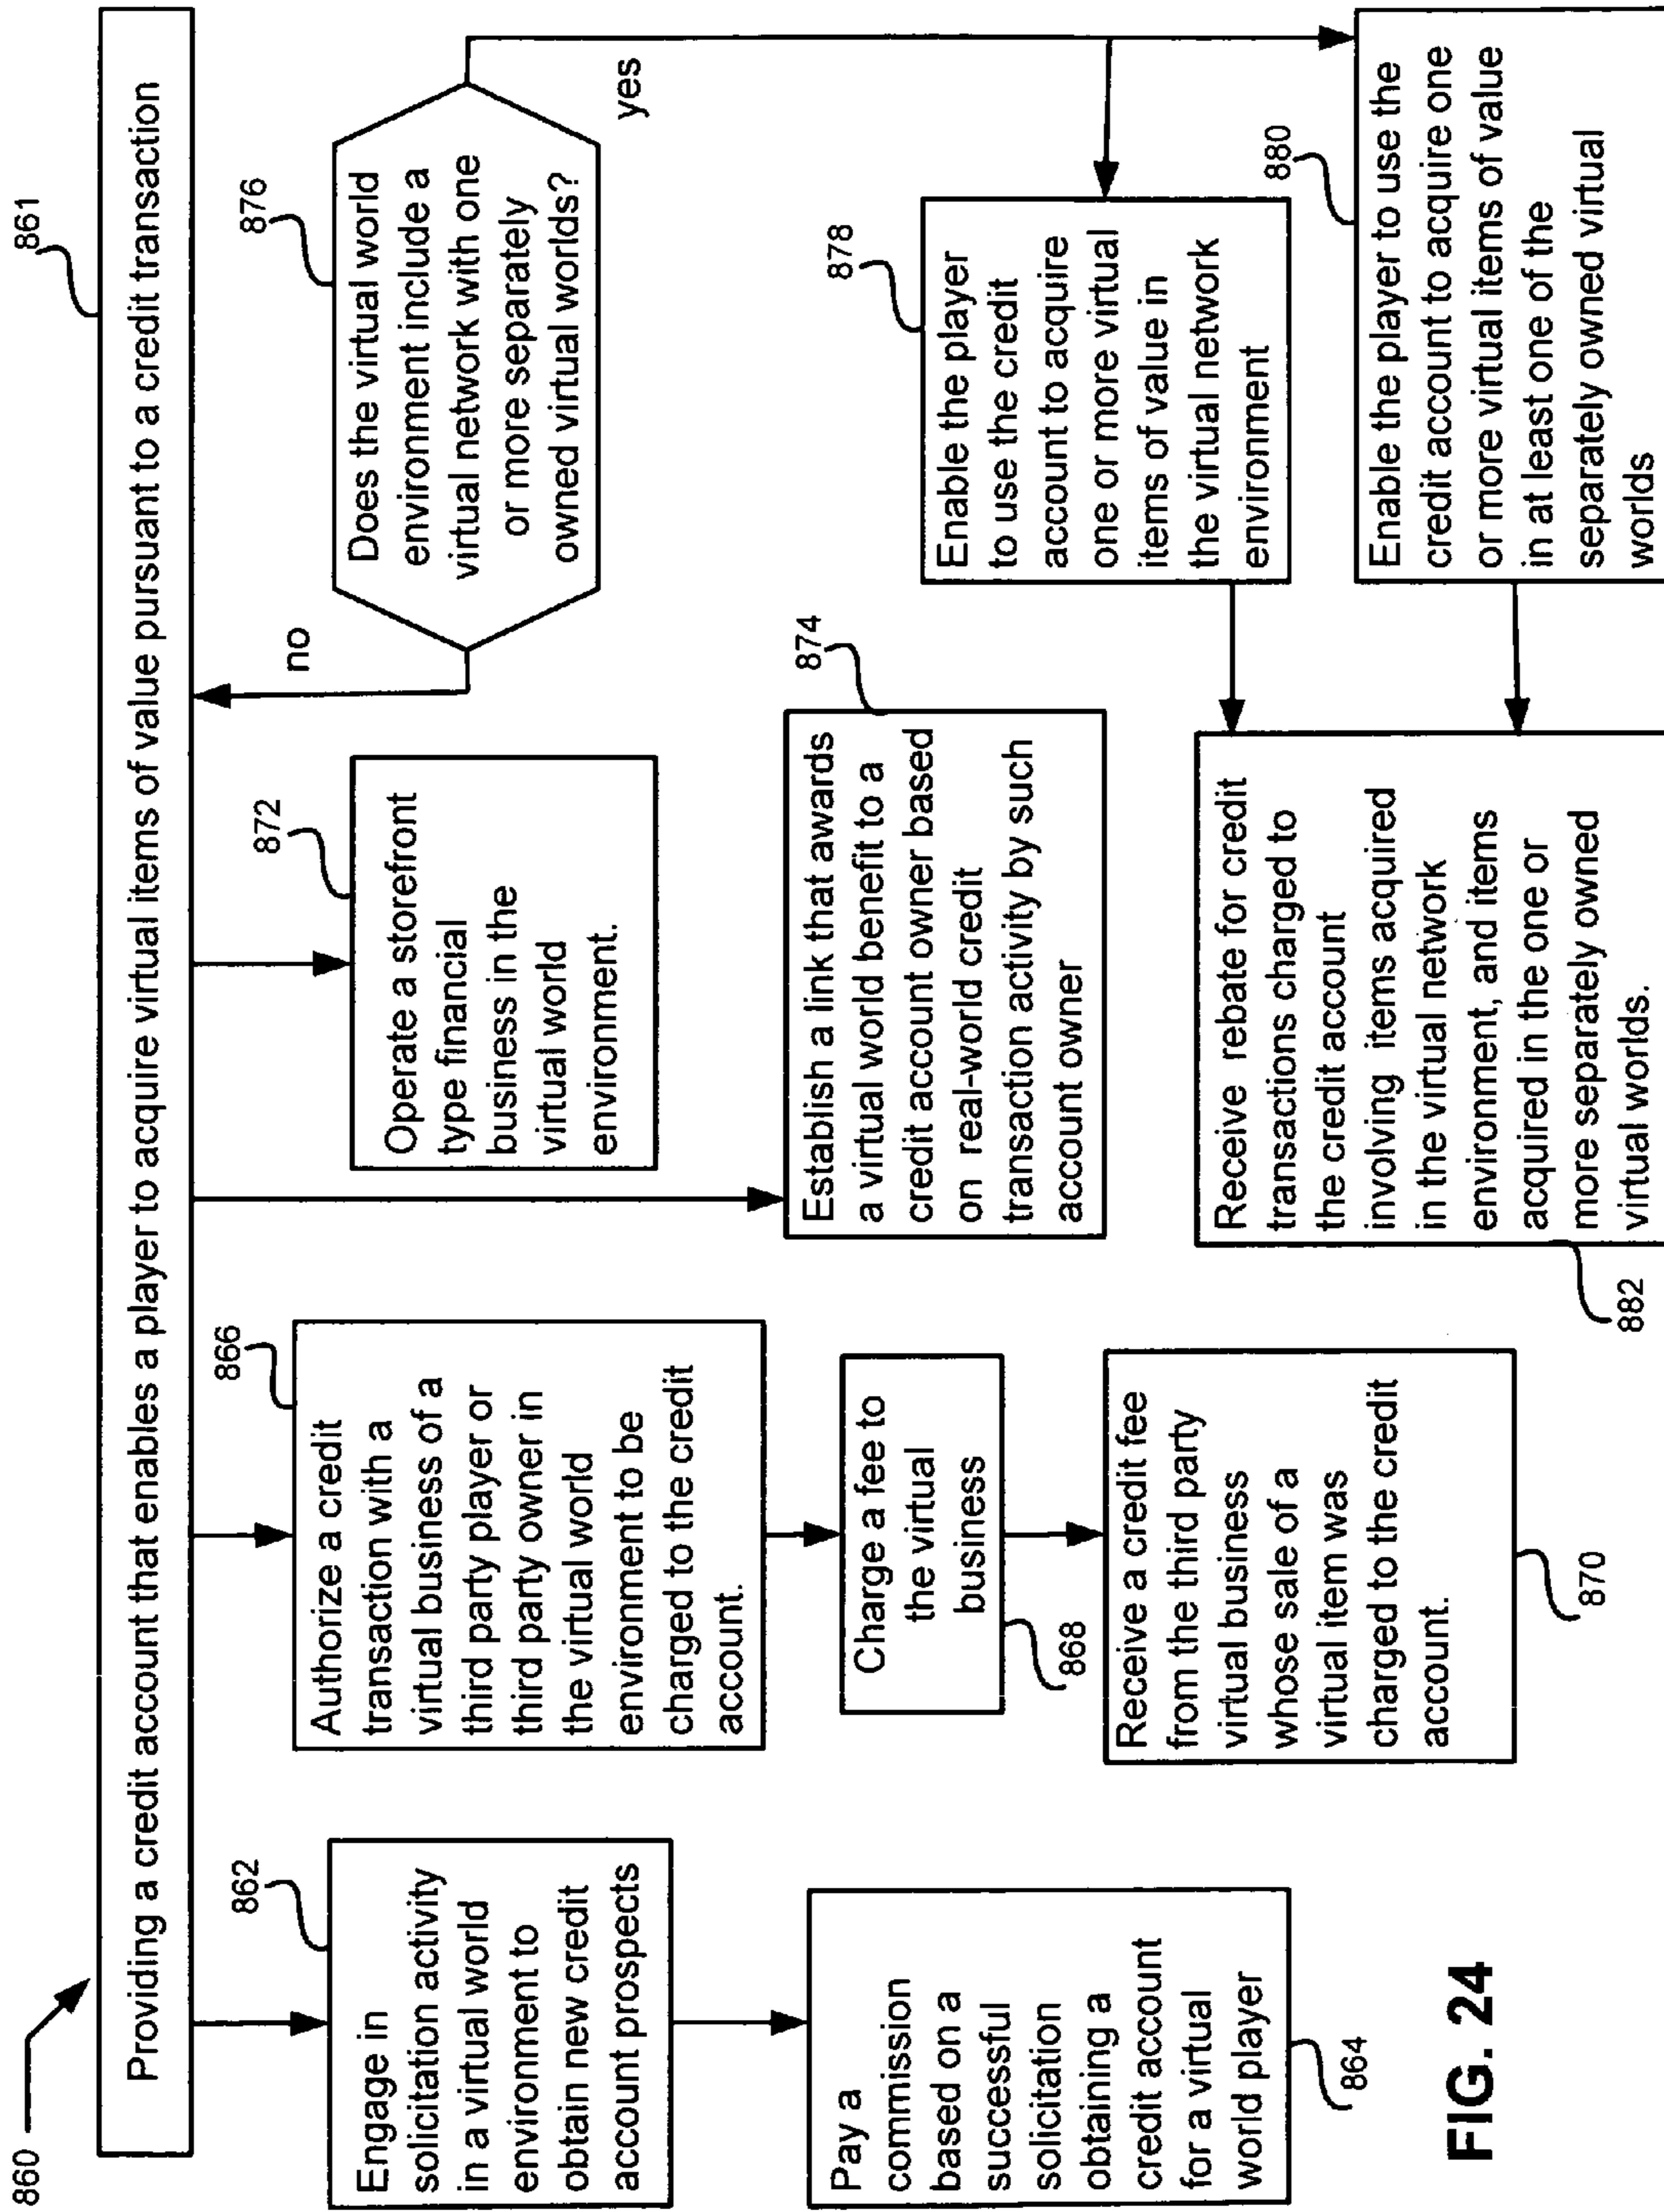 860
861
Providing a credit account that enables a player to acquire virtual items of value pursuant to a credit transaction
862
Engage in
solicitation activity
in a virtual world
environment to
obtain new credit
account prospects
Pay a
commission
based on a
successful
solicitation
obtaining a
credit account
for a virtual
world player
864
866
Authorize a credit
transaction with a
virtual business of a
third party player or
third party owner in
the virtual world
environment to be
charged to the credit
account.
Charge a fee to
the virtual
business
868
Receive a credit fee
from the third party
virtual business
whose sale of a
virtual item was
charged to the credit
account.
870
872
Operate a storefront
type financial
business in the
virtual world
environment.
874
Establish a link that awards
a virtual world benefit to a
credit account owner based
on real-world credit
transaction activity by such
account owner
no
876
Does the virtual world
environment include a
virtual network with one
or more separately
owned virtual worlds?
yes
878
Enable the player
to use the credit
account to acquire
one or more virtual
items of value in
the virtual network
environment
880
Enable the player to use the
credit account to acquire one
or more virtual items of value
in at least one of the
separately owned virtual
worlds
Receive rebate for credit
transactions charged to
the credit account
involving items acquired
in the virtual network
environment, and items
acquired in the one or
more separately owned
virtual worlds.
882
FIG. 24